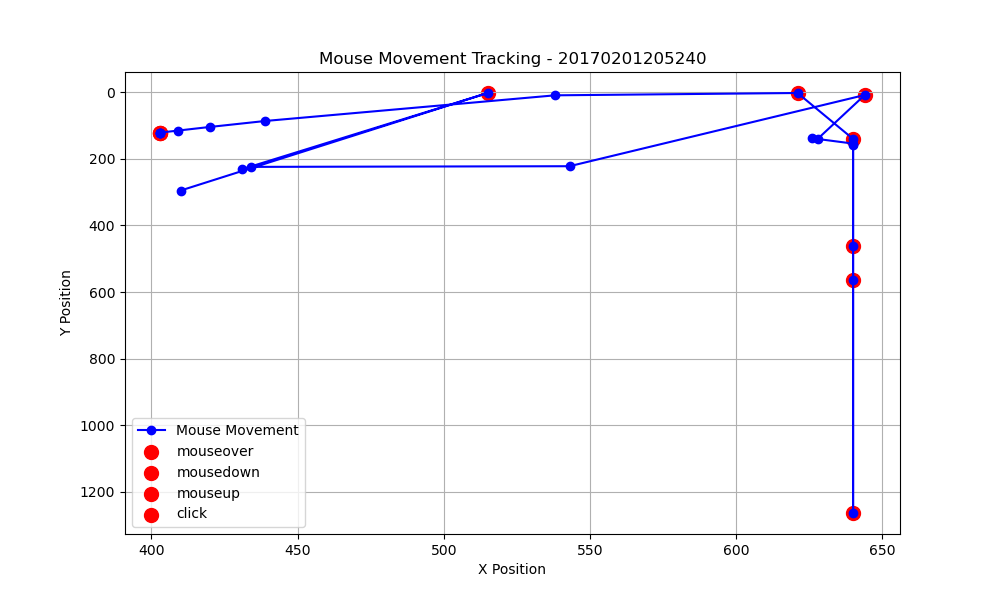 Mouse Movement Tracking - 20170201205240
0
200
400
600
800
1000
1200
Y Position
Mouse Movement
mouseover
mousedown
mouseup
click
400 450 500 550 600 650
X Position